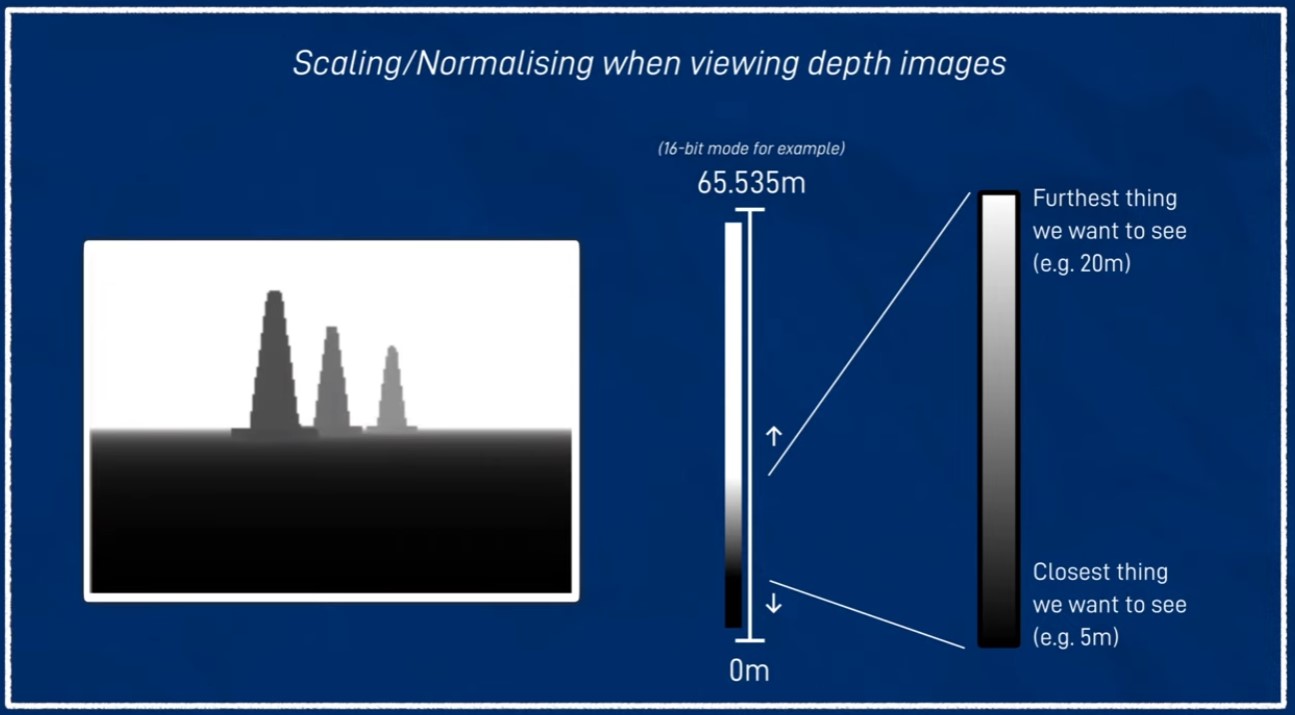 Scaling/Normalising when viewing depth images
(16-bit mode for example)
65.535m
Furthest thing
we want to see
(e.g. 20m)
Closest thing
we want to see
(e.g. 5m)
0m